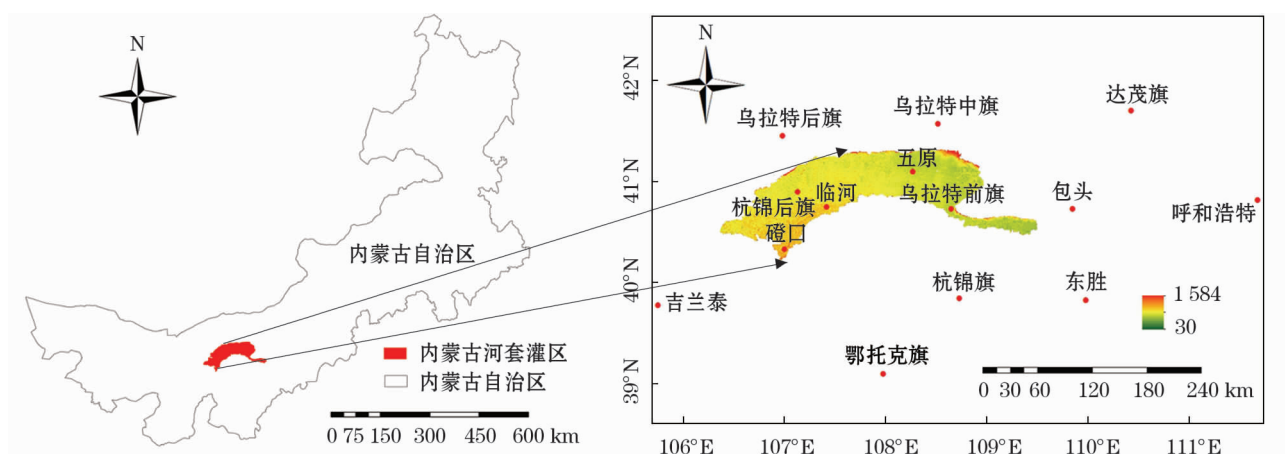 N
内蒙古自治区
内蒙古河套灌区
内蒙古自治区
0 75 150 300 450 600 km
N
42°N
41°N
40°N
39°N
乌拉特后旗
乌拉特中旗
达茂旗
五原
临河
杭锦后旗
乌拉特前旗
包头
呼和浩特
磴口
吉兰泰
杭锦旗
东胜
鄂托克旗
1 584
30
0 30 60 120 180 240 km
106°E 107°E 108°E 109°E 110°E 111°E